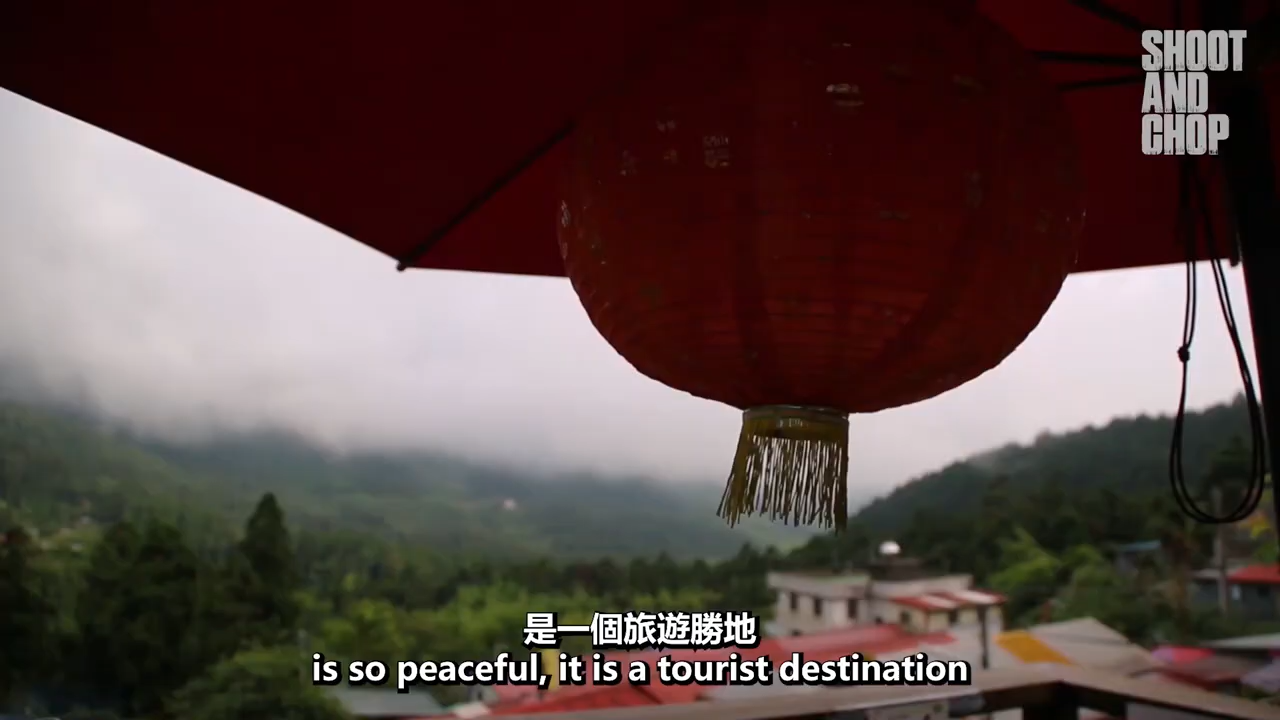 SHOOT
AND
CHOP
是一個旅遊勝地
is so peaceful, it is a tourist destination